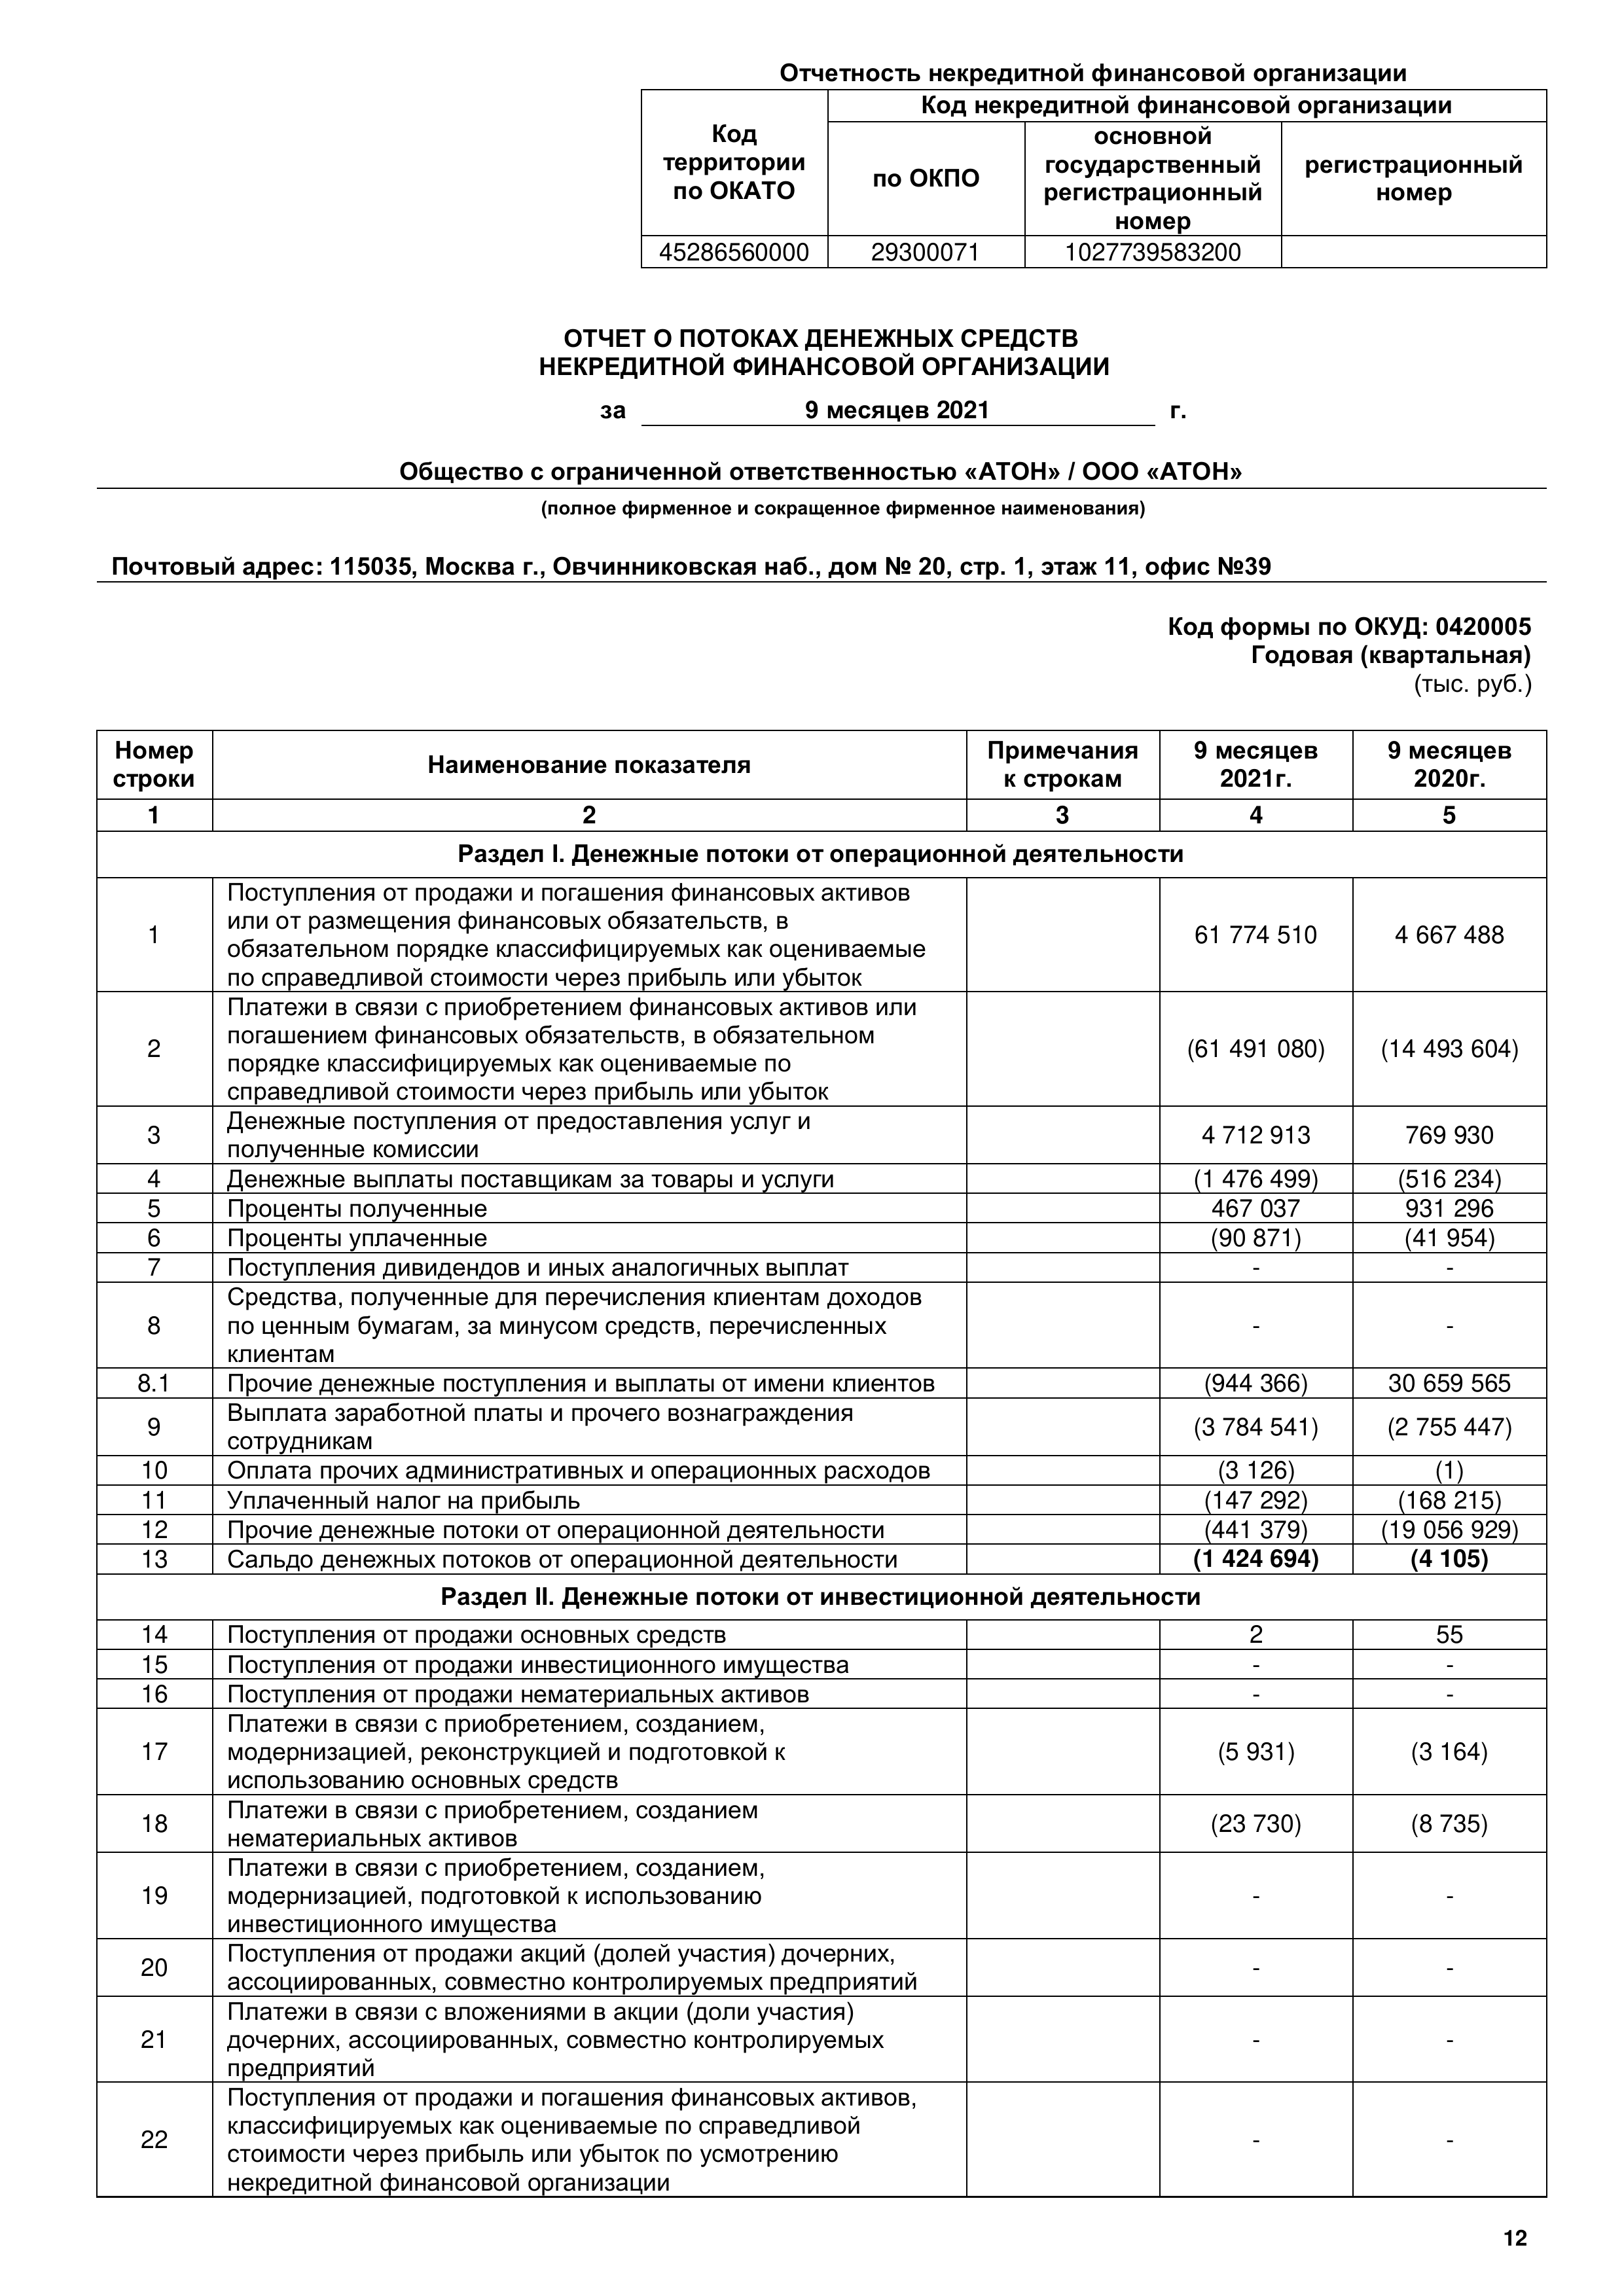 Отчетность некредитной финансовой организации
Код территории по ОКАТО
Код некредитной финансовой организации
по ОКПО
основной государственный регистрационный номер
регистрационный номер
45286560000 29300071 1027739583200
ОТЧЕТ О ПОТОКАХ ДЕНЕЖНЫХ СРЕДСТВ
НЕКРЕДИТНОЙ ФИНАНСОВОЙ ОРГАНИЗАЦИИ
за 9 месяцев 2021 г.
Общество с ограниченной ответственностью «АТОН» / ООО «АТОН»
(полное фирменное и сокращенное фирменное наименования)
Почтовый адрес: 115035, Москва г., Овчинниковская наб., дом № 20, стр. 1, этаж 11, офис №39
Код формы по ОКУД: 0420005
Годовая (квартальная)
(тыс. руб.)
Номер строки Наименование показателя Примечания к строкам 9 месяцев 2021г. 9 месяцев 2020г.
1 2 3 4 5
Раздел I. Денежные потоки от операционной деятельности
1 Поступления от продажи и погашения финансовых активов
или от размещения финансовых обязательств, в
обязательном порядке классифицируемых как оцениваемые
по справедливой стоимости через прибыль или убыток 61 774 510 4 667 488
2 Платежи в связи с приобретением финансовых активов или
погашением финансовых обязательств, в обязательном
порядке классифицируемых как оцениваемые по
справедливой стоимости через прибыль или убыток (61 491 080) (14 493 604)
3 Денежные поступления от предоставления услуг и
полученные комиссии 4 712 913 769 930
4 Денежные выплаты поставщикам за товары и услуги (1 476 499) (516 234)
5 Проценты полученные 467 037 931 296
6 Проценты уплаченные (90 871) (41 954)
7 Поступления дивидендов и иных аналогичных выплат - -
8 Средства, полученные для перечисления клиентам доходов
по ценным бумагам, за минусом средств, перечисленных
клиентам - -
8.1 Прочие денежные поступления и выплаты от имени клиентов (944 366) 30 659 565
9 Выплата заработной платы и прочего вознаграждения
сотрудникам (3 784 541) (2 755 447)
10 Оплата прочих административных и операционных расходов (3 126) (1)
11 Уплаченный налог на прибыль (147 292) (168 215)
12 Прочие денежные потоки от операционной деятельности (441 379) (19 056 929)
13 Сальдо денежных потоков от операционной деятельности (1 424 694) (4 105)
Раздел II. Денежные потоки от инвестиционной деятельности
14 Поступления от продажи основных средств 2 55
15 Поступления от продажи инвестиционного имущества - -
16 Поступления от продажи нематериальных активов - -
17 Платежи в связи с приобретением, созданием,
модернизацией, реконструкцией и подготовкой к
использованию основных средств (5 931) (3 164)
18 Платежи в связи с приобретением, созданием
нематериальных активов (23 730) (8 735)
19 Платежи в связи с приобретением, созданием,
модернизацией, подготовкой к использованию
инвестиционного имущества - -
20 Поступления от продажи акций (долей участия) дочерних,
ассоциированных, совместно контролируемых предприятий - -
21 Платежи в связи с вложениями в акции (доли участия)
дочерних, ассоциированных, совместно контролируемых
предприятий - -
22 Поступления от продажи и погашения финансовых активов,
классифицируемых как оцениваемые по справедливой
стоимости через прибыль или убыток по усмотрению
некредитной финансовой организации - -
12